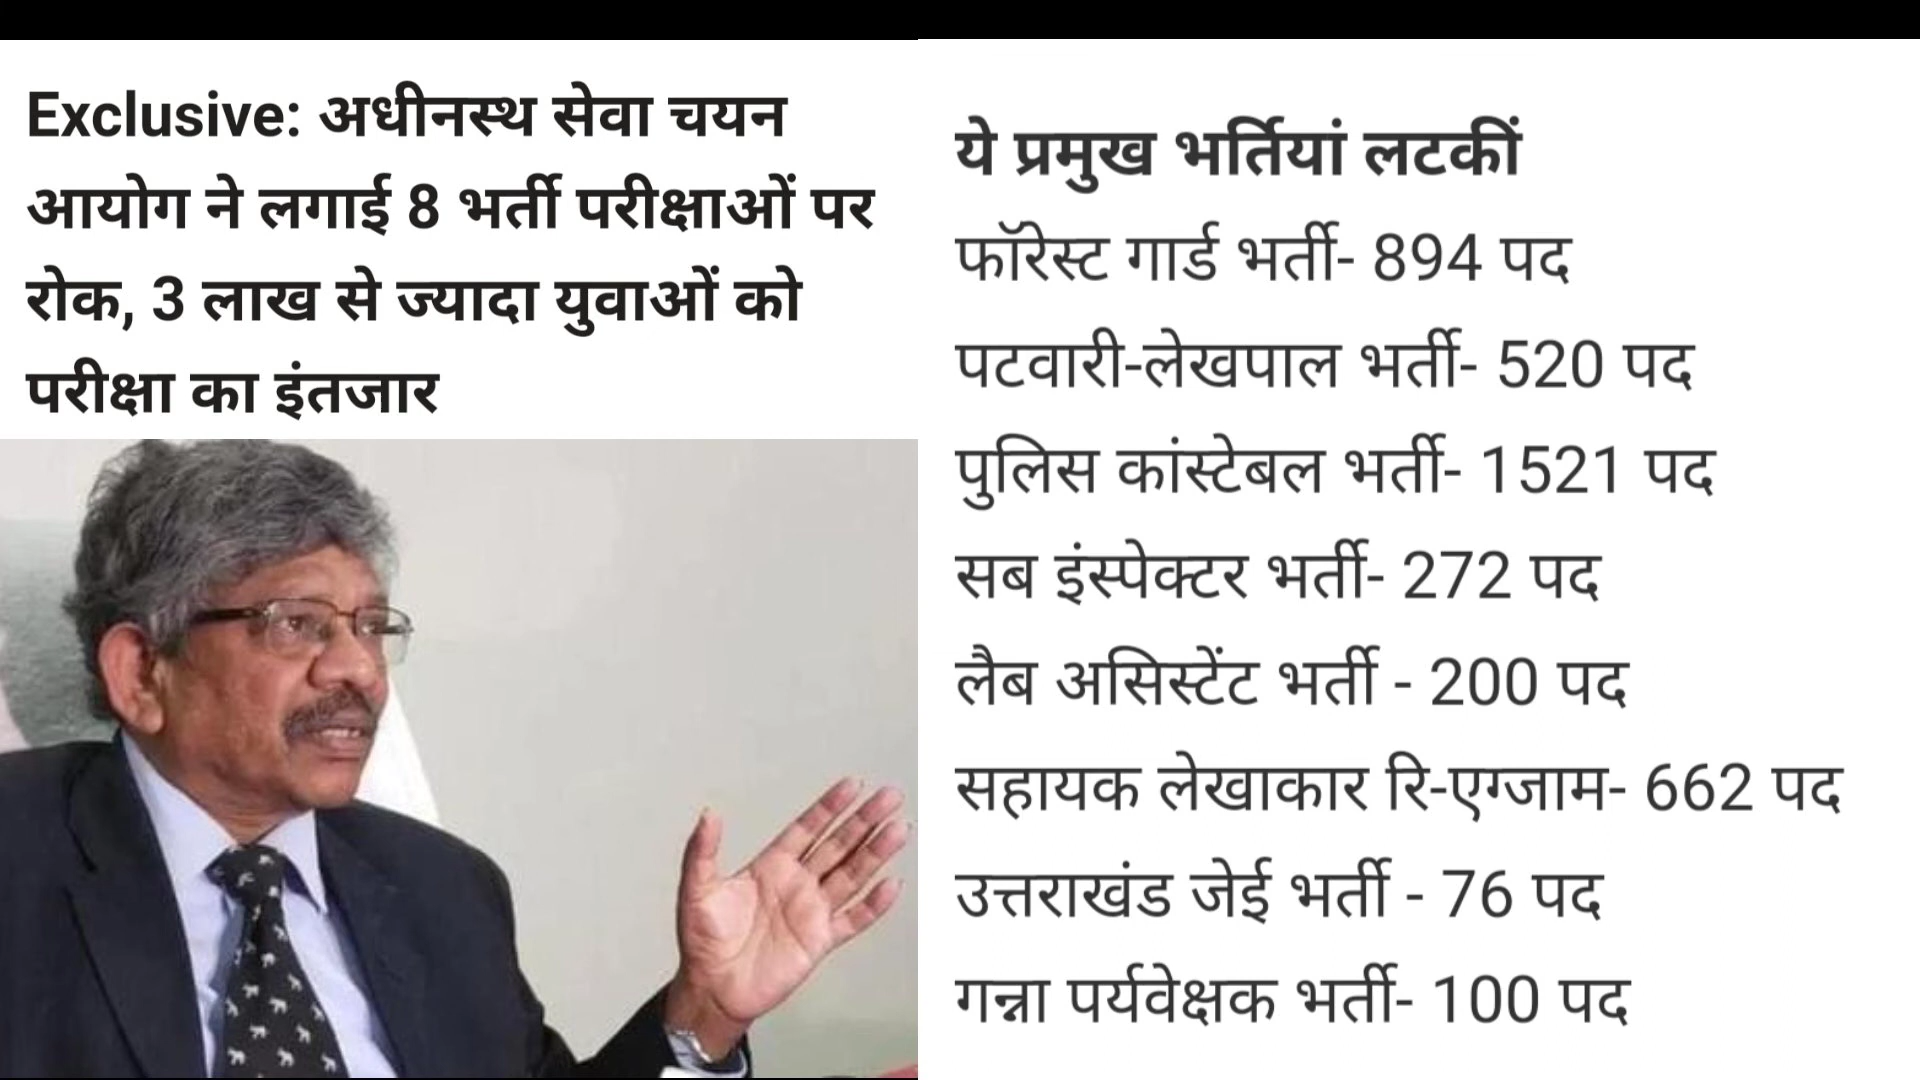 Exclusive: अधीनस्थ सेवा चयन
आयोग ने लगाई 8 भर्ती परीक्षाओं पर
रोक, 3 लाख से ज्यादा युवाओं को
परीक्षा का इंतजार
ये प्रमुख भर्तियां लटकीं
फॉरेस्ट गार्ड भर्ती- 894 पद
पटवारी-लेखपाल भर्ती- 520 पद
पुलिस कांस्टेबल भर्ती- 1521 पद
सब इंस्पेक्टर भर्ती- 272 पद
लैब असिस्टेंट भर्ती - 200 पद
सहायक लेखाकार रि-एग्जाम- 662 पद
उत्तराखंड जेई भर्ती - 76 पद
गन्ना पर्यवेक्षक भर्ती- 100 पद